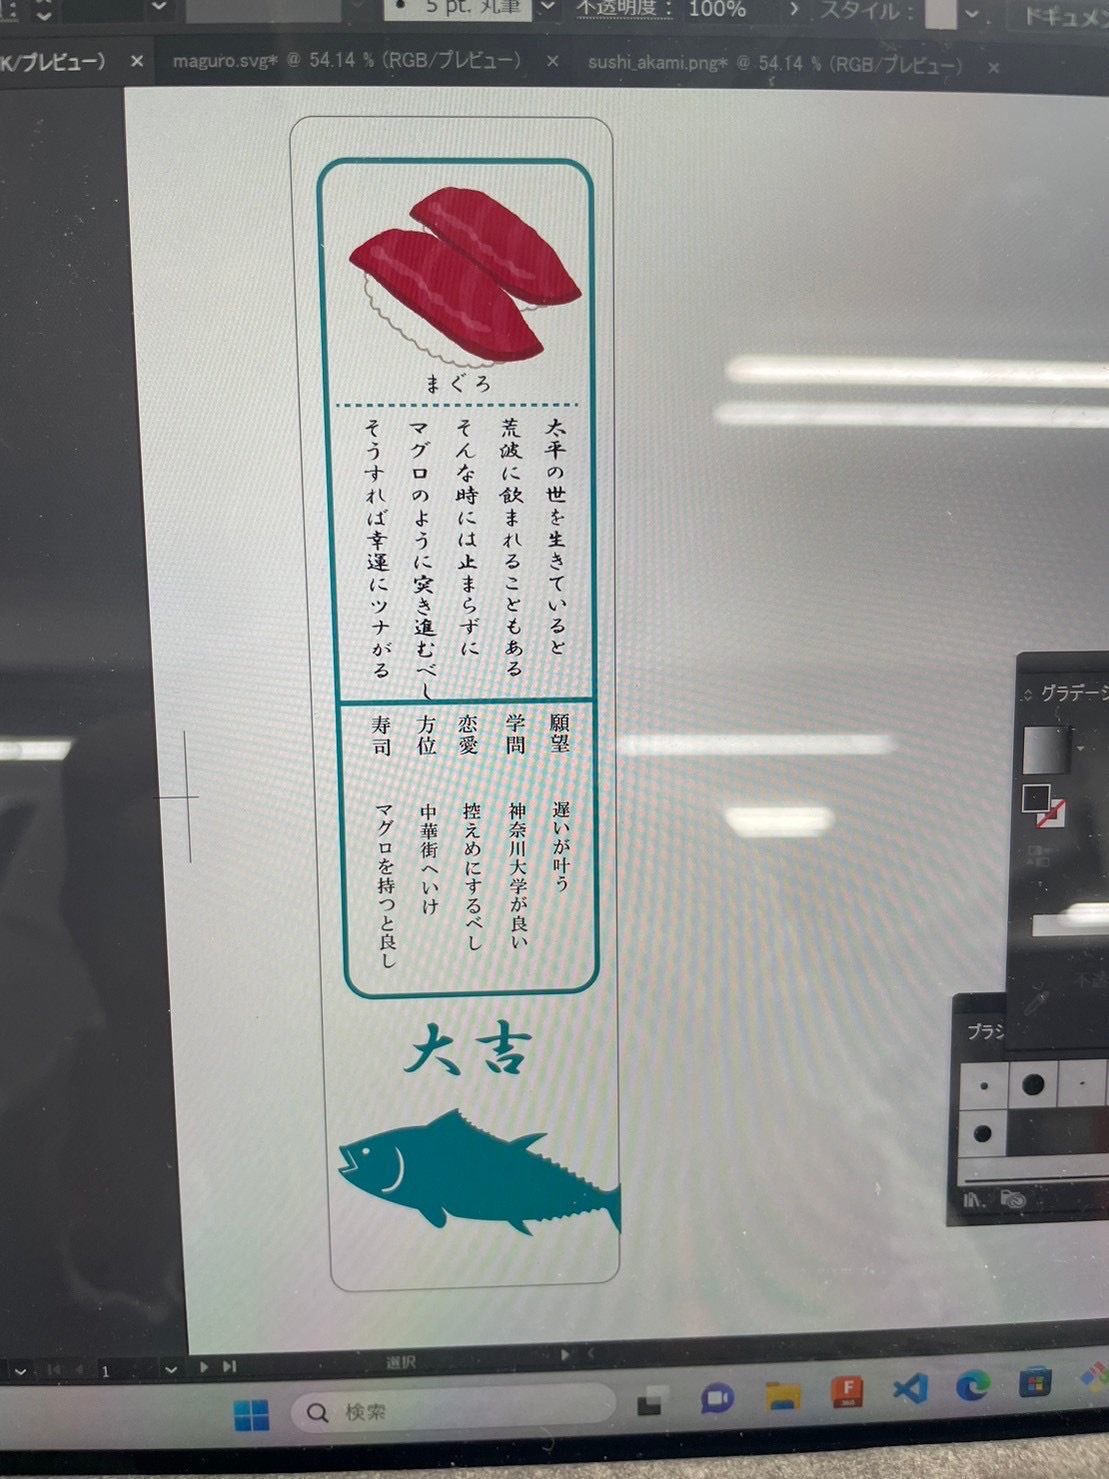 5 pt. 丸筆
不透明度： 100%
スタイル：
ドキュメ
K/プレビュー) ×
maguro.svg* @ 54.14 % (RGB/プレビュー) ×
sushi_akami.png* @ 54.14 % (RGB/プレビュー) ×
まぐろ
太平の世を生きていると
荒波に飲まれることもある
そんな時には止まらずに
マグロのように突き進むべし
そうすれば幸運にツナがる
願望 遅いが叶う
学問 神奈川大学が良い
恋愛 控えめにするべし
方位 中華街へいけ
寿司 マグロを持つと良し
大吉
グラデーシ
ブラシ
1
選択
検索